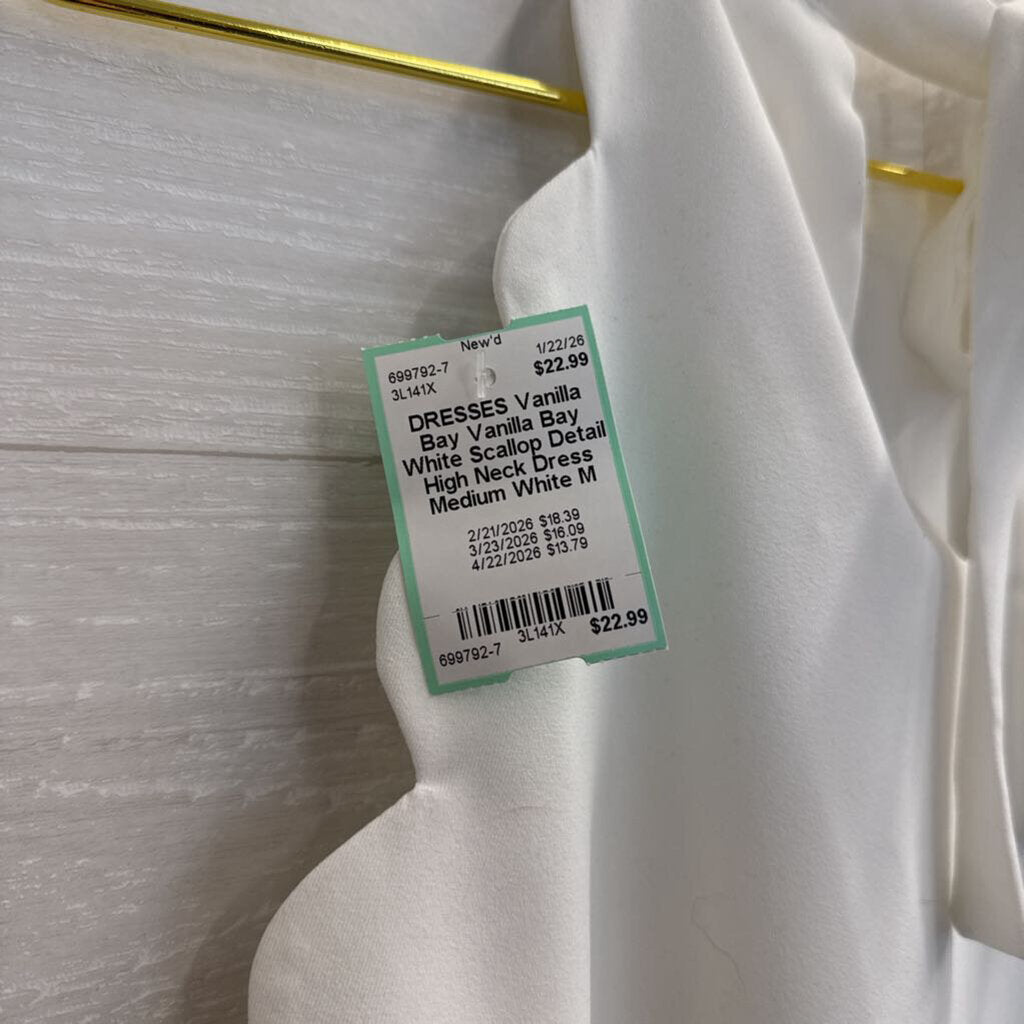 New'd
699792-7 1/22/26
3L141X $22.99
DRESSES Vanilla
Bay Vanilla Bay
White Scallop Detail
High Neck Dress
Medium White M
2/21/2026 $18.39
3/23/2026 $16.09
4/22/2026 $13.79
699792-7 3L141X $22.99